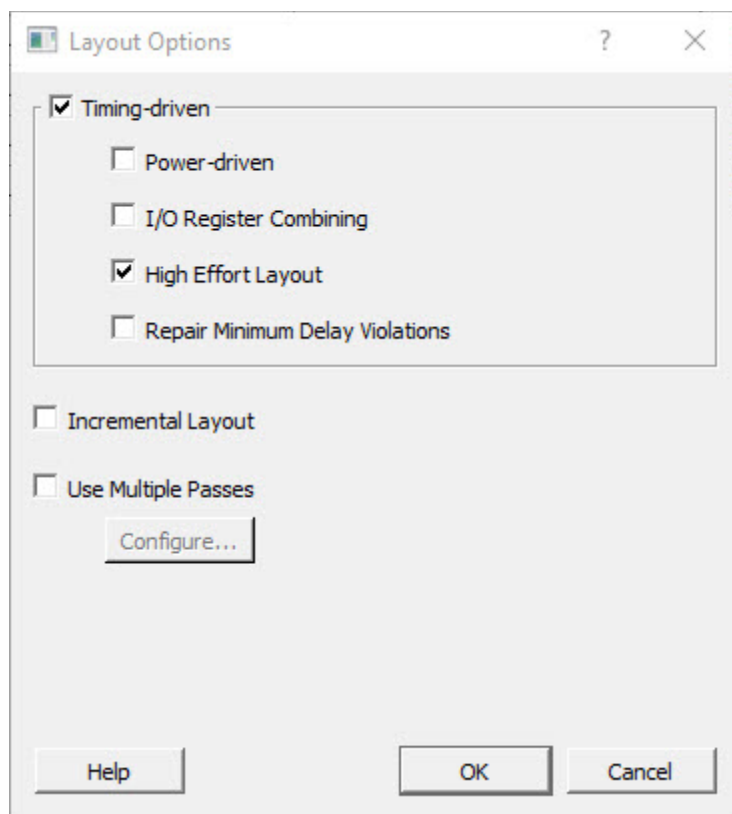 Layout Options
?
Timing-driven
Power-driven
I/O Register Combining
High Effort Layout
Repair Minimum Delay Violations
Incremental Layout
Use Multiple Passes
Configure...
Help
OK
Cancel